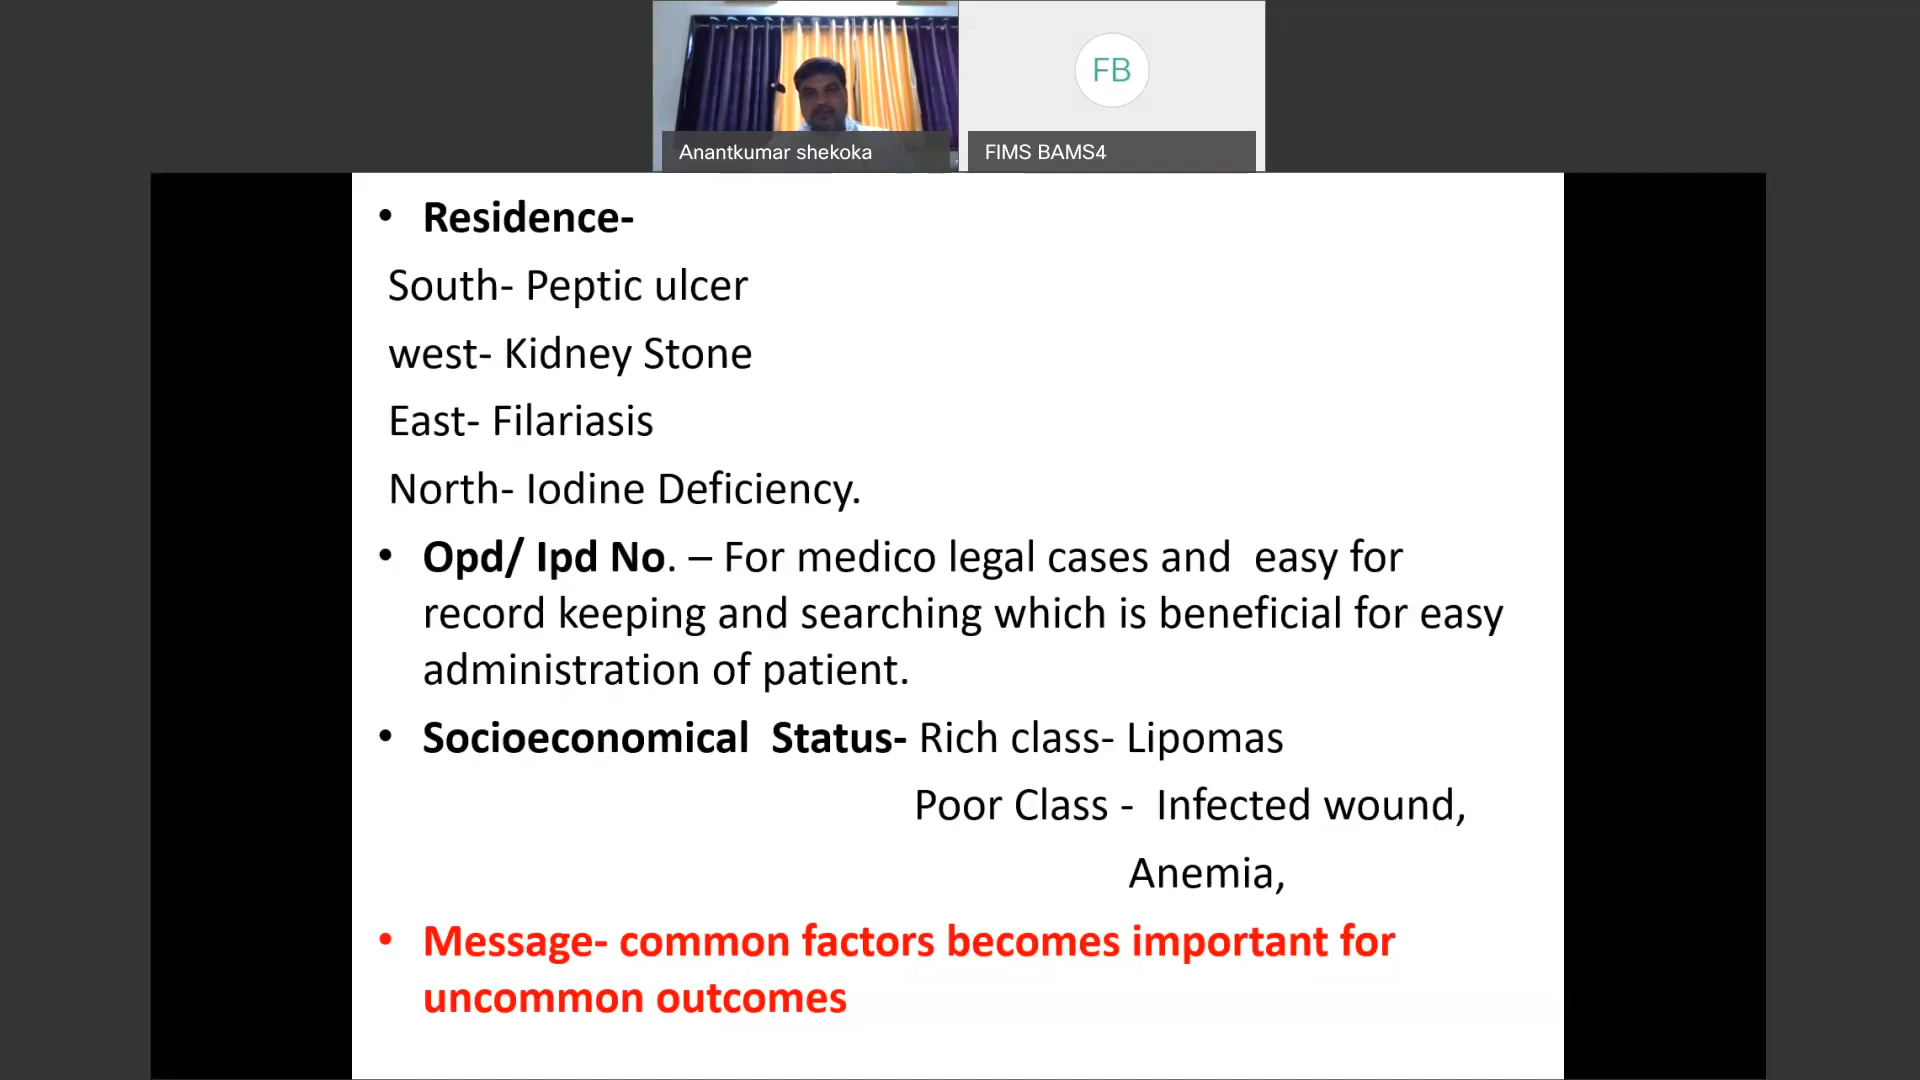 FB
Anantkumar shekoka
FIMS BAMS4
• Residence-
South- Peptic ulcer
west- Kidney Stone
East- Filariasis
North- Iodine Deficiency.
• Opd/ Ipd No. – For medico legal cases and easy for
record keeping and searching which is beneficial for easy
administration of patient.
• Socioeconomical Status- Rich class- Lipomas
Poor Class - Infected wound,
Anemia,
• Message- common factors becomes important for
uncommon outcomes